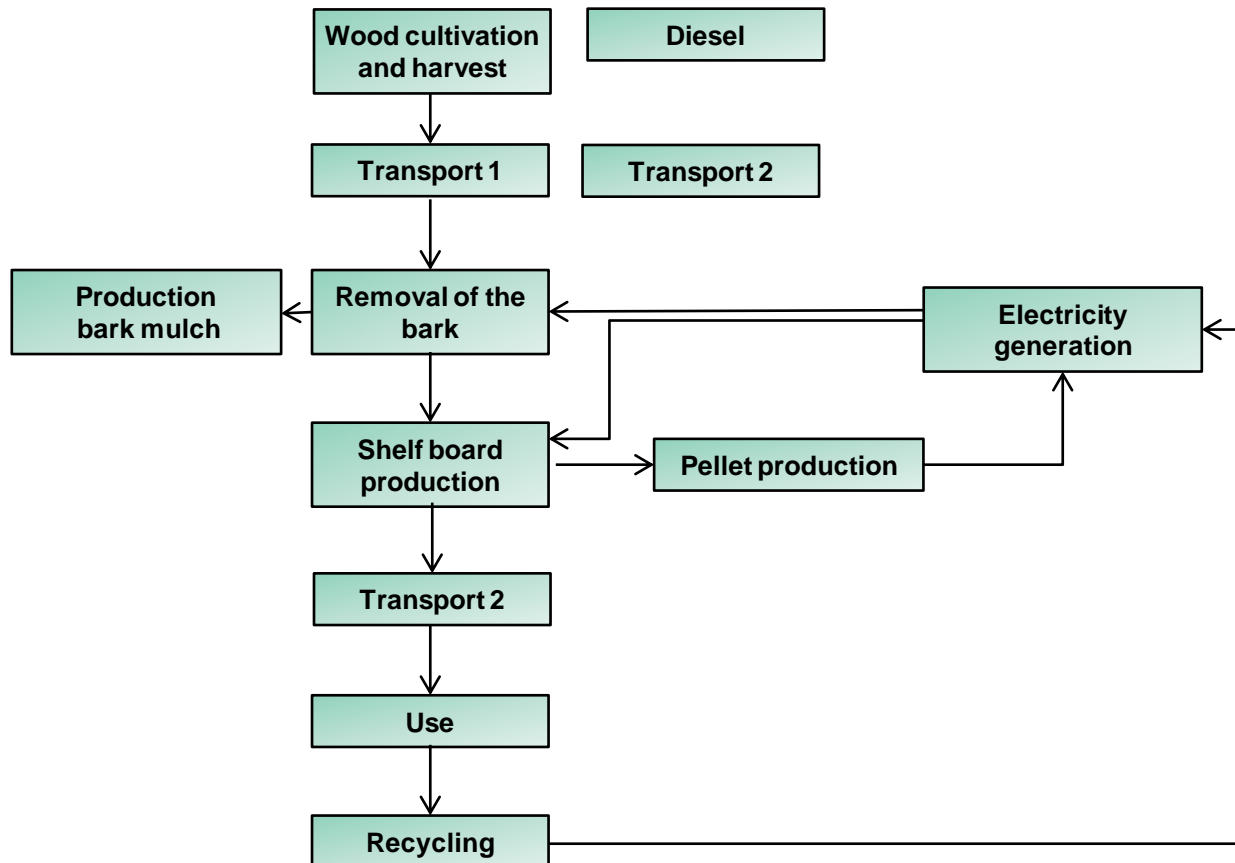 Wood cultivation
and harvest
Diesel
Transport 1
Transport 2
Production
bark mulch
Removal of the
bark
Electricity
generation
Shelf board
production
Pellet production
Transport 2
Use
Recycling